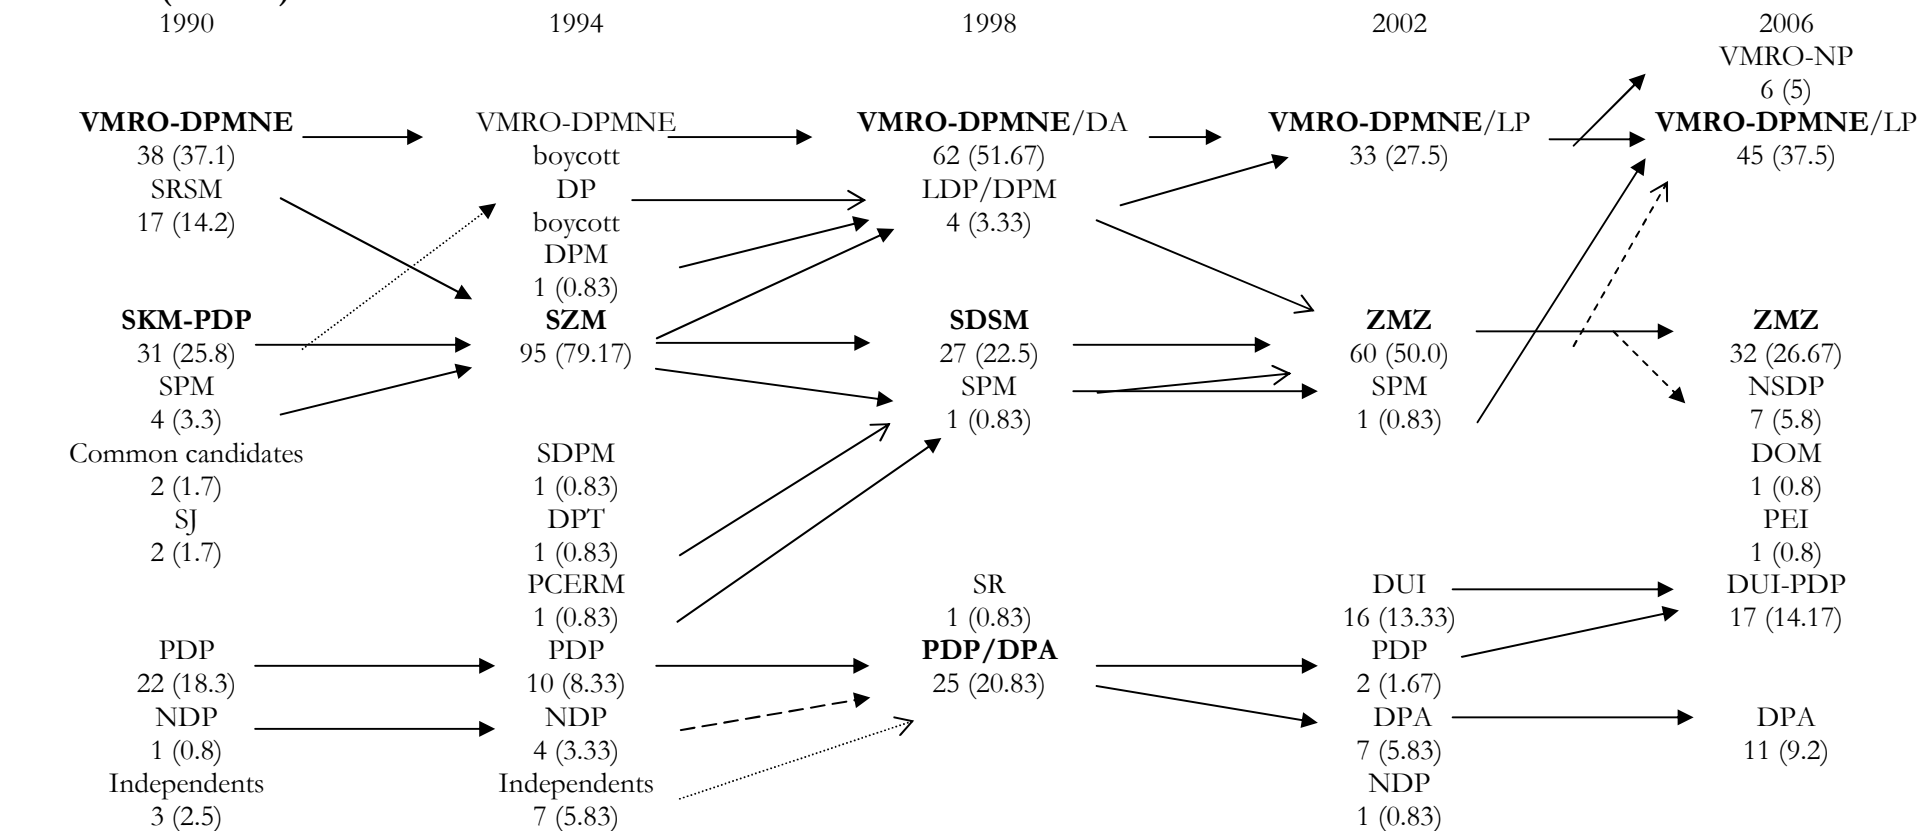 1990 1994 1998 2002 2006
VMRO-NP
6 (5)
VMRO-DPMNE VMRO-DPMNE VMRO-DPMNE/DA VMRO-DPMNE/LP VMRO-DPMNE/LP
38 (37.1) boycott 62 (51.67) 33 (27.5) 45 (37.5)
SRSM DP LDP/DPM
17 (14.2) boycott 4 (3.33)
DPM
1 (0.83)
SKM-PDP SZM SDSM ZMZ ZMZ
31 (25.8) 95 (79.17) 27 (22.5) 60 (50.0) 32 (26.67)
SPM SPM SPM NSDP
4 (3.3) 1 (0.83) 1 (0.83) 7 (5.8)
Common candidates SDPM DOM
2 (1.7) 1 (0.83) 1 (0.8)
SJ DPT PEI
2 (1.7) 1 (0.83) 1 (0.8)
PCERM SR DUI DUI-PDP
1 (0.83) 1 (0.83) 16 (13.33) 17 (14.17)
PDP PDP PDP/DPA PDP
22 (18.3) 10 (8.33) 25 (20.83) 2 (1.67)
NDP NDP DPA DPA
1 (0.8) 4 (3.33) 7 (5.83) 11 (9.2)
Independents Independents NDP
3 (2.5) 7 (5.83) 1 (0.83)